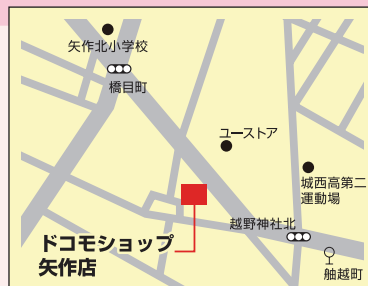 矢作北小学校
橋目町
ユーストア
城西高第二
運動場
越野神社北
ドコモショップ
矢作店
舳越町